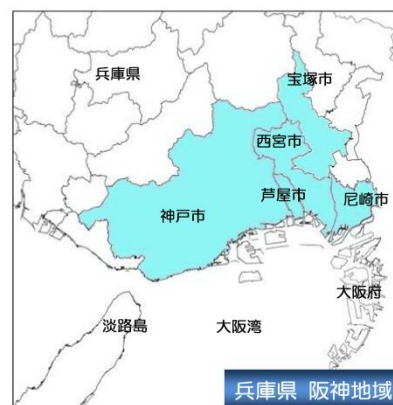 兵庫県
宝塚市
西宮市
神戸市
芦屋市
尼崎市
大阪府
淡路島
大阪湾
兵庫県 阪神地域